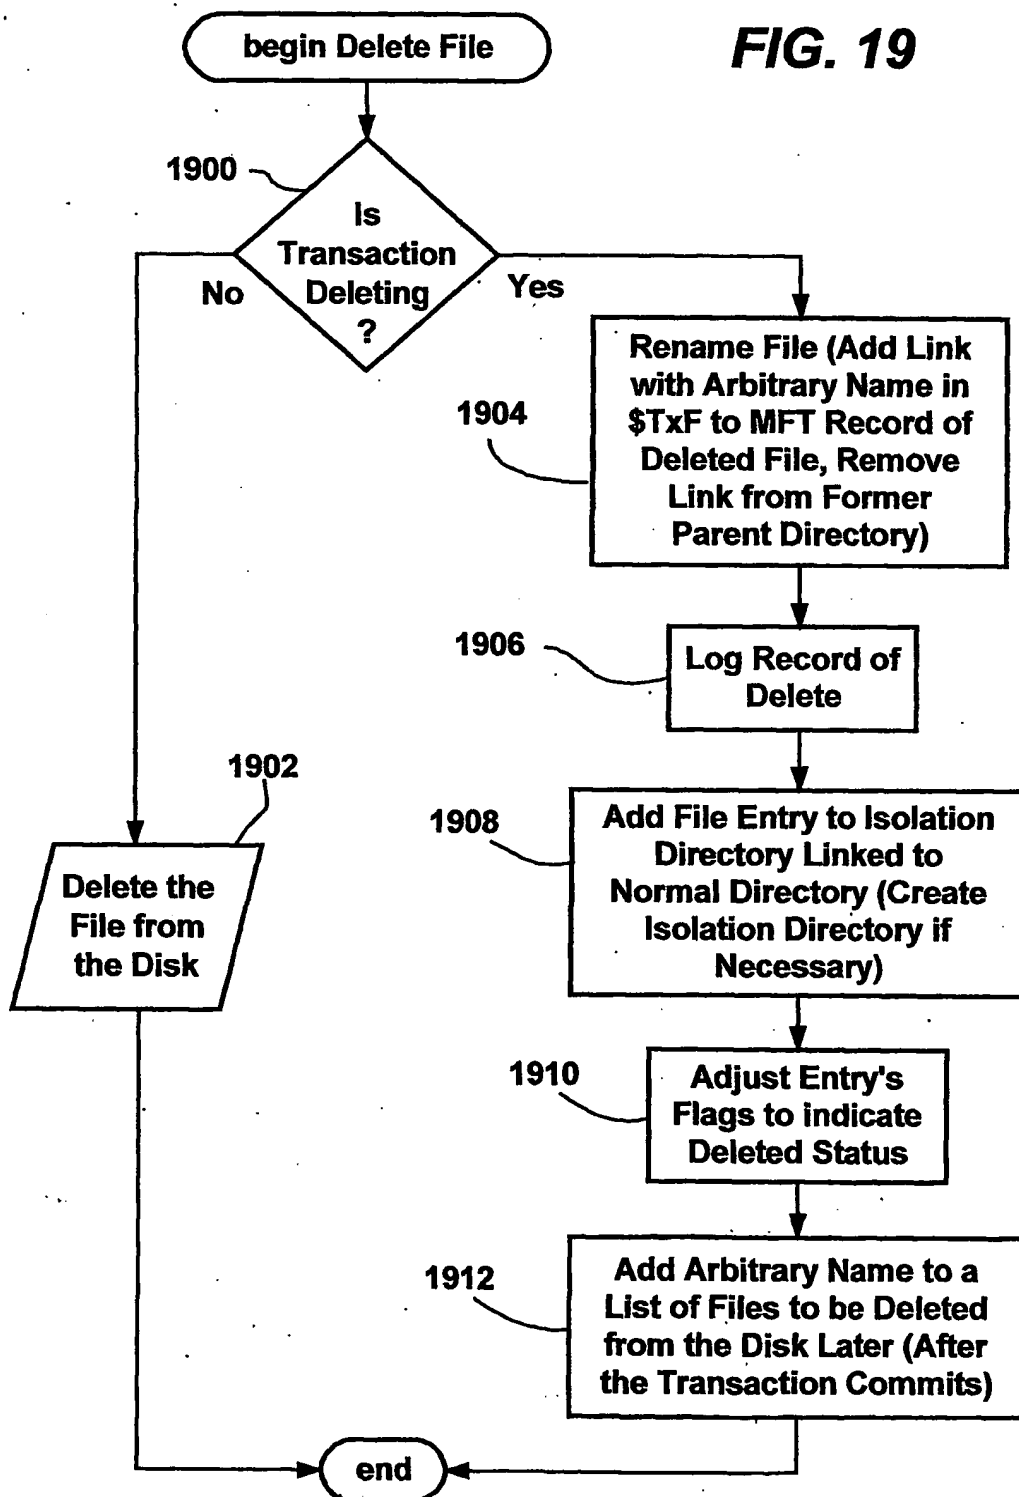 begin Delete File
FIG. 19
1900
Is
Transaction
Deleting
?
No
Yes
Rename File (Add Link
with Arbitrary Name in
$TxF to MFT Record of
Deleted File, Remove
Link from Former
Parent Directory)
1904
1906
Log Record of
Delete
1902
Delete the
File from
the Disk
1908
Add File Entry to Isolation
Directory Linked to
Normal Directory (Create
Isolation Directory if
Necessary)
1910
Adjust Entry's
Flags to indicate
Deleted Status
1912
Add Arbitrary Name to a
List of Files to be Deleted
from the Disk Later (After
the Transaction Commits)
end